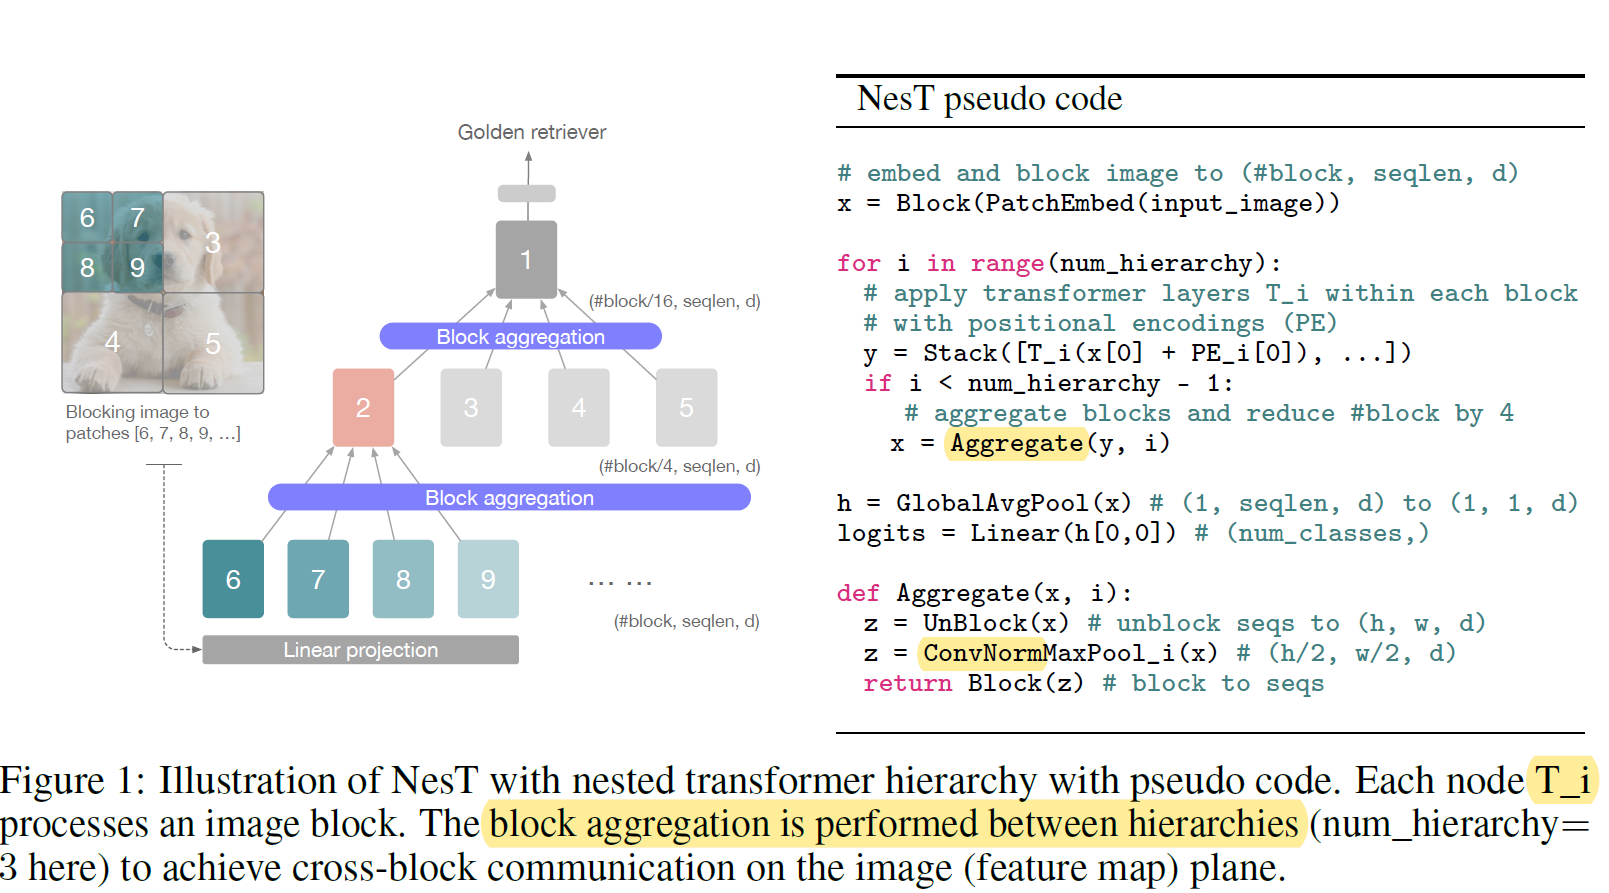 Golden retriever
1
(#block/16, seqlen, d)
Block aggregation
2
3
4
5
(#block/4, seqlen, d)
Block aggregation
6
7
8
9
... ...
(#block, seqlen, d)
Linear projection
6 7
3
8 9
4 5
Blocking image to
patches [6, 7, 8, 9, ...]
NesT pseudo code
# embed and block image to (#block, seqlen, d)
x = Block(PatchEmbed(input_image))
for i in range(num_hierarchy):
# apply transformer layers T_i within each block
# with positional encodings (PE)
y = Stack([T_i(x[0] + PE_i[0]), ...])
if i < num_hierarchy - 1:
# aggregate blocks and reduce #block by 4
x = Aggregate(y, i)
h = GlobalAvgPool(x) # (1, seqlen, d) to (1, 1, d)
logits = Linear(h[0,0]) # (num_classes,)
def Aggregate(x, i):
z = UnBlock(x) # unblock seqs to (h, w, d)
z = ConvNormMaxPool_i(x) # (h/2, w/2, d)
return Block(z) # block to seqs
Figure 1: Illustration of NesT with nested transformer hierarchy with pseudo code. Each node T_i
processes an image block. The block aggregation is performed between hierarchies (num_hierarchy=
3 here) to achieve cross-block communication on the image (feature map) plane.